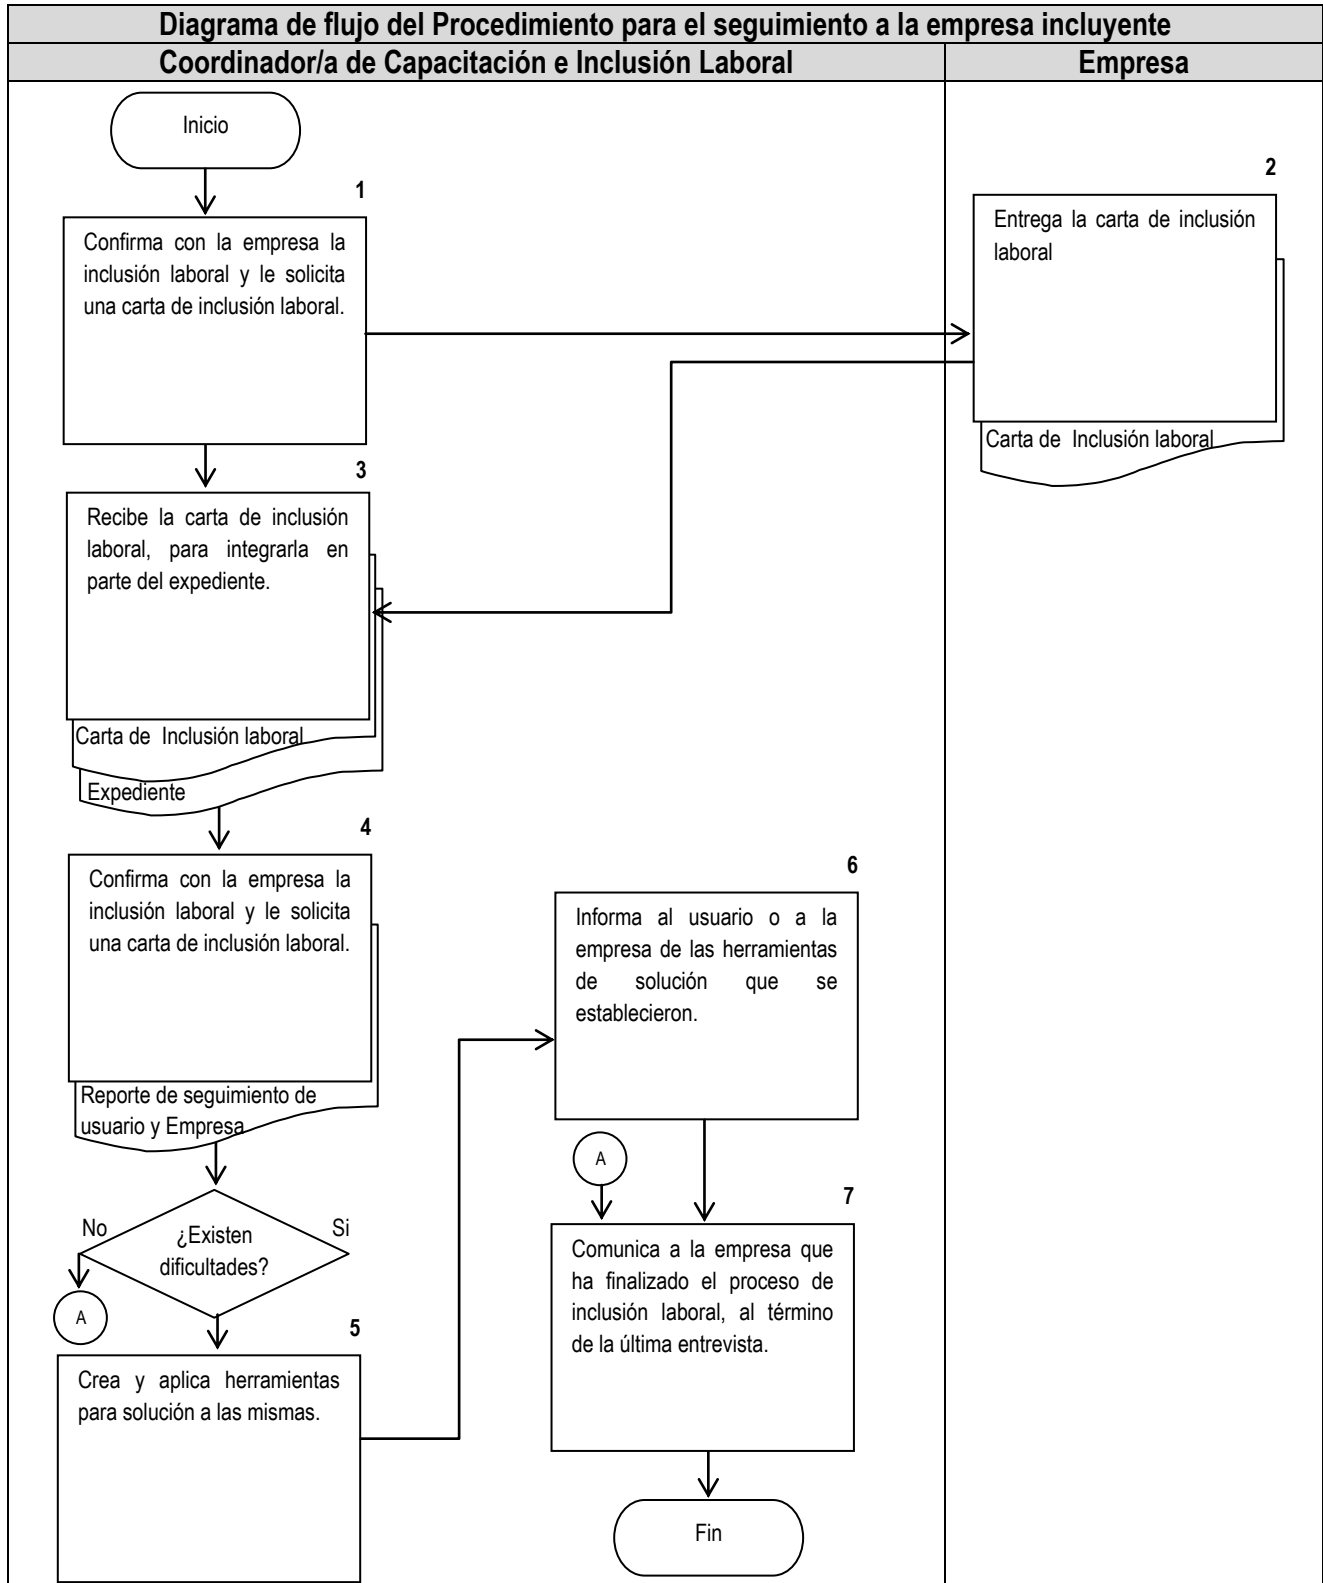 Diagrama de flujo del Procedimiento para el seguimiento a la empresa incluyente
Coordinador/a de Capacitación e Inclusión Laboral
Empresa
Inicio
1
Confirma con la empresa la
inclusión laboral y le solicita
una carta de inclusión laboral.
2
Entrega la carta de inclusión
laboral
Carta de Inclusión laboral
3
Recibe la carta de inclusión
laboral, para integrarla en
parte del expediente.
Carta de Inclusión laboral
Expediente
4
Confirma con la empresa la
inclusión laboral y le solicita
una carta de inclusión laboral.
Reporte de seguimiento de
usuario y Empresa
No
¿Existen
dificultades?
Si
A
5
Crea y aplica herramientas
para solución a las mismas.
6
Informa al usuario o a la
empresa de las herramientas
de solución que se
establecieron.
A
7
Comunica a la empresa que
ha finalizado el proceso de
inclusión laboral, al término
de la última entrevista.
Fin